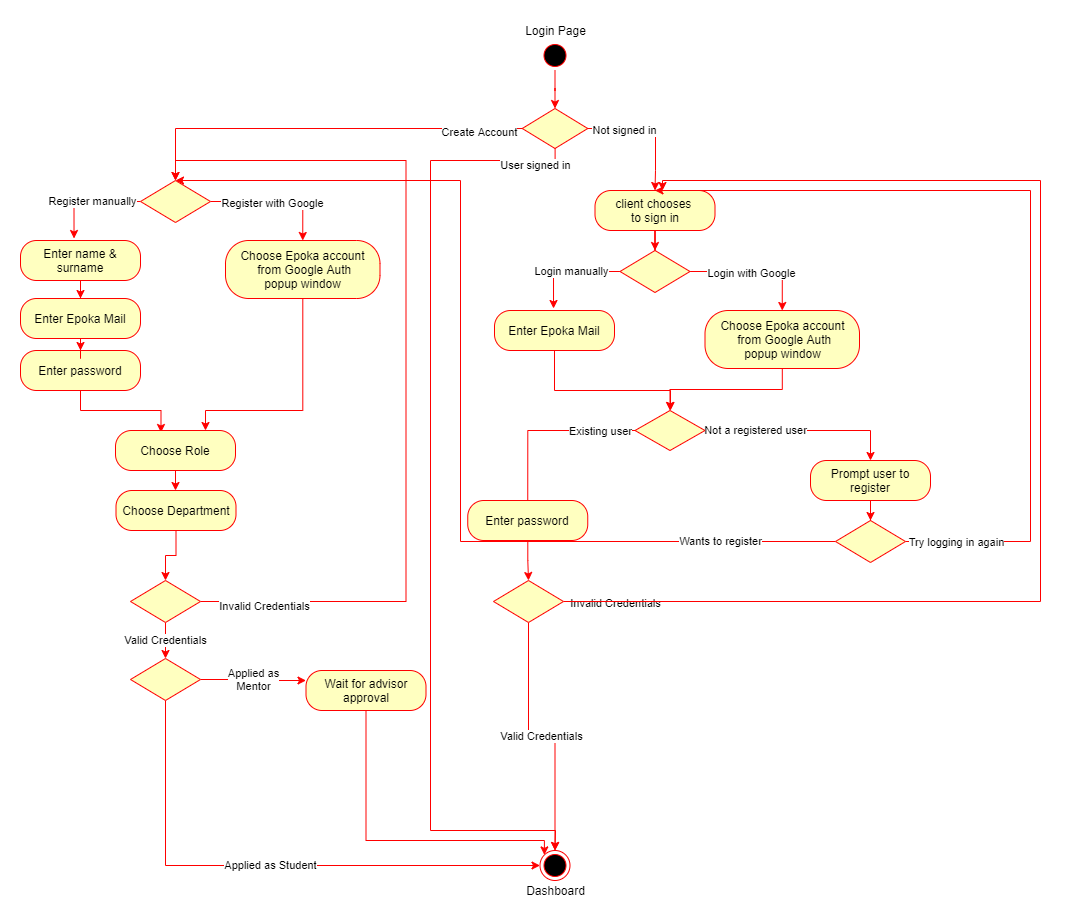 Login Page
Create Account
Not signed in
User signed in
Register manually
Register with Google
client chooses
to sign in
Enter name &
surname
Choose Epoka account
from Google Auth
popup window
Login manually
Login with Google
Enter Epoka Mail
Enter Epoka Mail
Choose Epoka account
from Google Auth
popup window
Enter password
Existing user
Not a registered user
Choose Role
Prompt user to
register
Choose Department
Enter password
Wants to register
Try logging in again
Invalid Credentials
Invalid Credentials
Valid Credentials
Applied as
Mentor
Wait for advisor
approval
Valid Credentials
Applied as Student
Dashboard